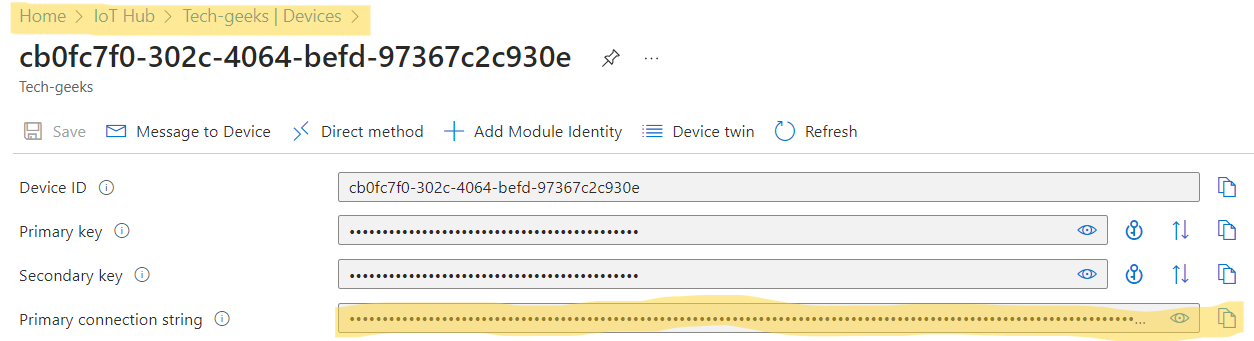 Home > IoT Hub > Tech-geeks | Devices >
cb0fc7f0-302c-4064-befd-97367c2c930e ...
Tech-geeks
Save Message to Device Direct method Add Module Identity Device twin Refresh
Device ID cb0fc7f0-302c-4064-befd-97367c2c930e
Primary key
Secondary key
Primary connection string